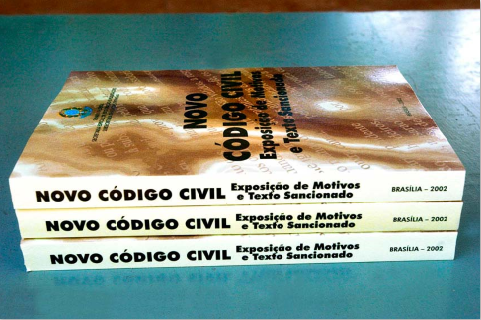 NOVO
CÓDIGO CIVIL
Exposição de Motivos
e Texto Sancionado
NOVO CÓDIGO CIVIL Exposição de Motivos
e Texto Sancionado
BRASÍLIA – 2002
NOVO CÓDIGO CIVIL Exposição de Motivos
e Texto Sancionado
BRASÍLIA – 2002
NOVO CÓDIGO CIVIL Exposição de Motivos
e Texto Sancionado
BRASÍLIA – 2002